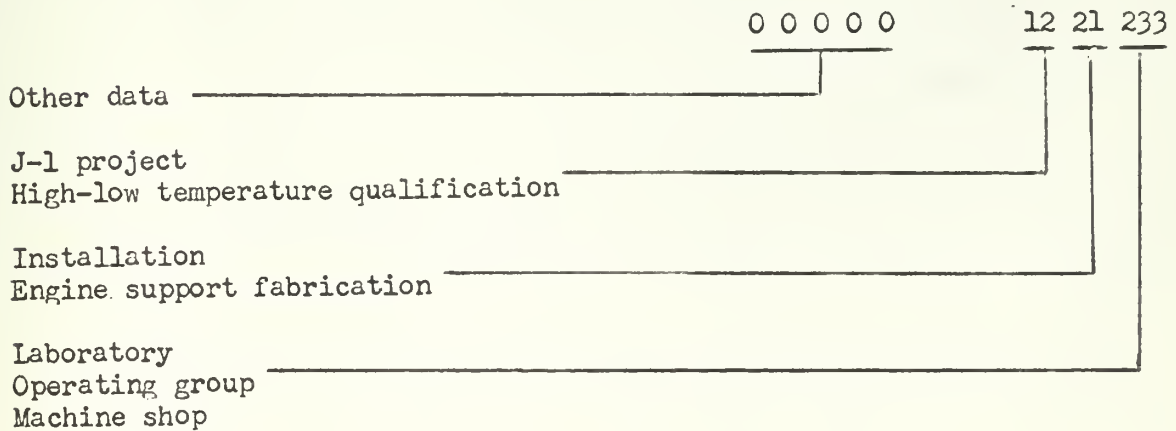 0 0 0 0 0 12 21 233
Other data
J-1 project
High-low temperature qualification
Installation
Engine support fabrication
Laboratory
Operating group
Machine shop